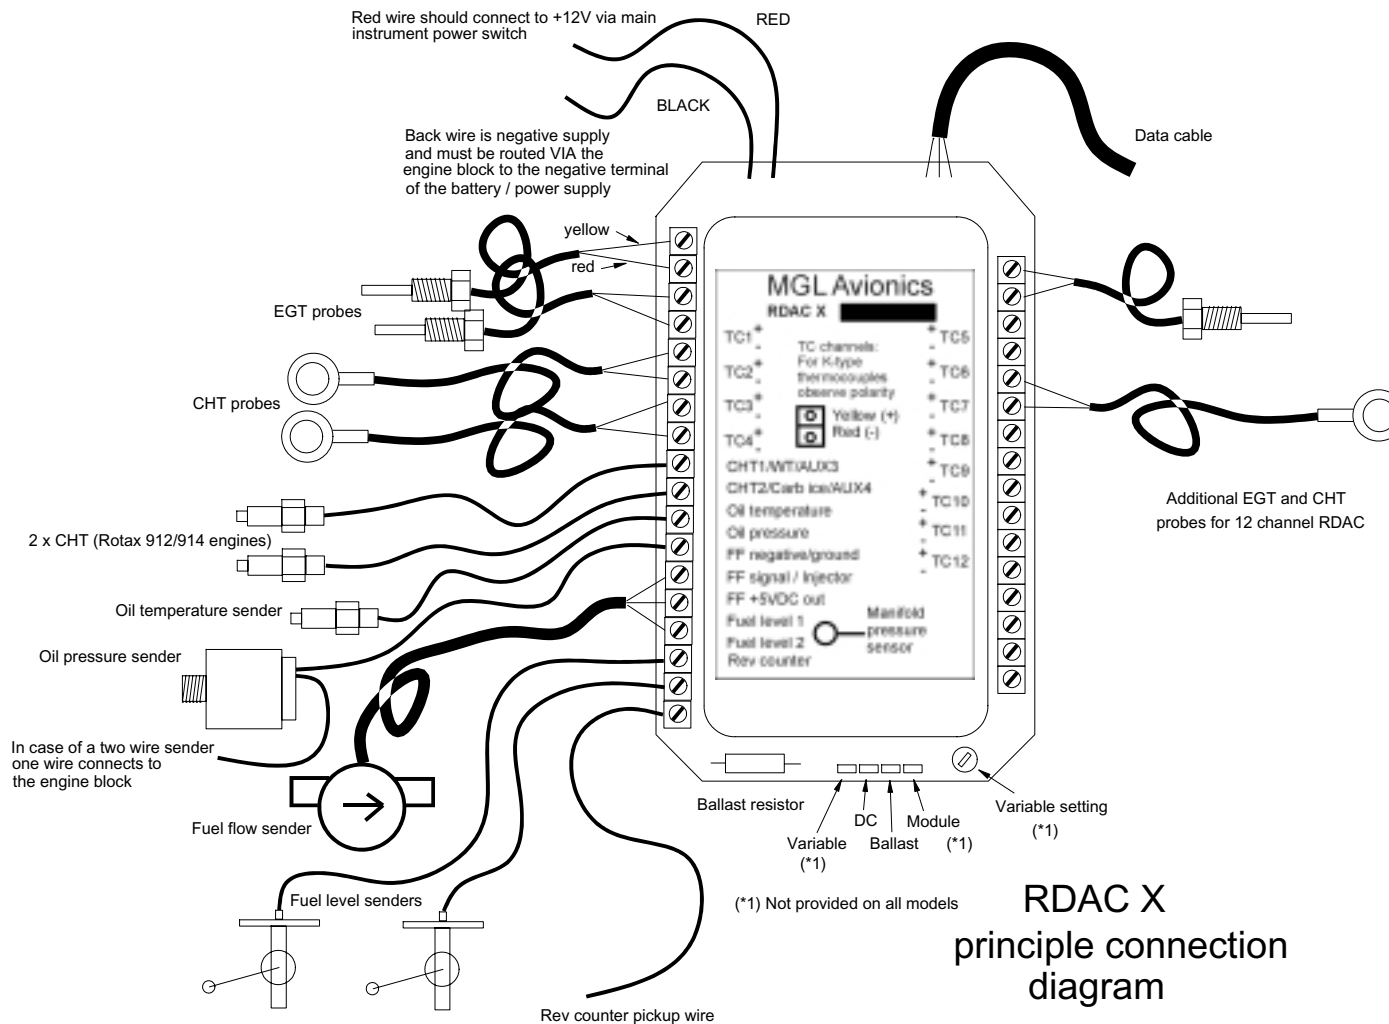 Red wire should connect to +12V via main
instrument power switch
RED
BLACK
Back wire is negative supply
and must be routed VIA the
engine block to the negative terminal
of the battery / power supply
Data cable
yellow
red
EGT probes
CHT probes
2 x CHT (Rotax 912/914 engines)
Oil temperature sender
Oil pressure sender
In case of a two wire sender
one wire connects to
the engine block
Fuel flow sender
Fuel level senders
Rev counter pickup wire
MGL Avionics
RDAC X
TC1 + -
TC2 + -
TC3 + -
TC4 + -
TC channels:
For K-type
thermocouples
observe polarity
Yellow (+)
Red (-)
+ - TC5
+ - TC6
+ - TC7
+ - TC8
+ - TC9
+ - TC10
+ - TC11
+ - TC12
CHT1/WT/AUX3
CHT2/Carb ice/AUX4
Oil temperature
Oil pressure
FF negative/ground
FF signal / Injector
FF +5VDC out
Fuel level 1
Fuel level 2
Rev counter
Manifold
pressure
sensor
Additional EGT and CHT
probes for 12 channel RDAC
Ballast resistor
Variable
(*1)
DC
Ballast
Module
(*1)
Variable setting
(*1)
(*1) Not provided on all models
RDAC X
principle connection
diagram